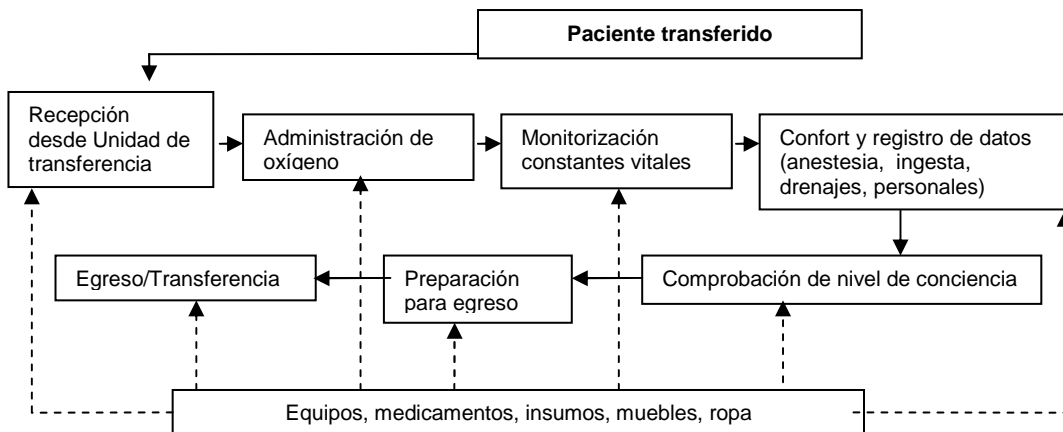 Paciente transferido
Recepción
desde Unidad de
transferencia
Administración de
oxígeno
Monitorización
constantes vitales
Confort y registro de datos
(anestesia, ingesta,
drenajes, personales)
Egreso/Transferencia
Preparación
para egreso
Comprobación de nivel de conciencia
Equipos, medicamentos, insumos, muebles, ropa